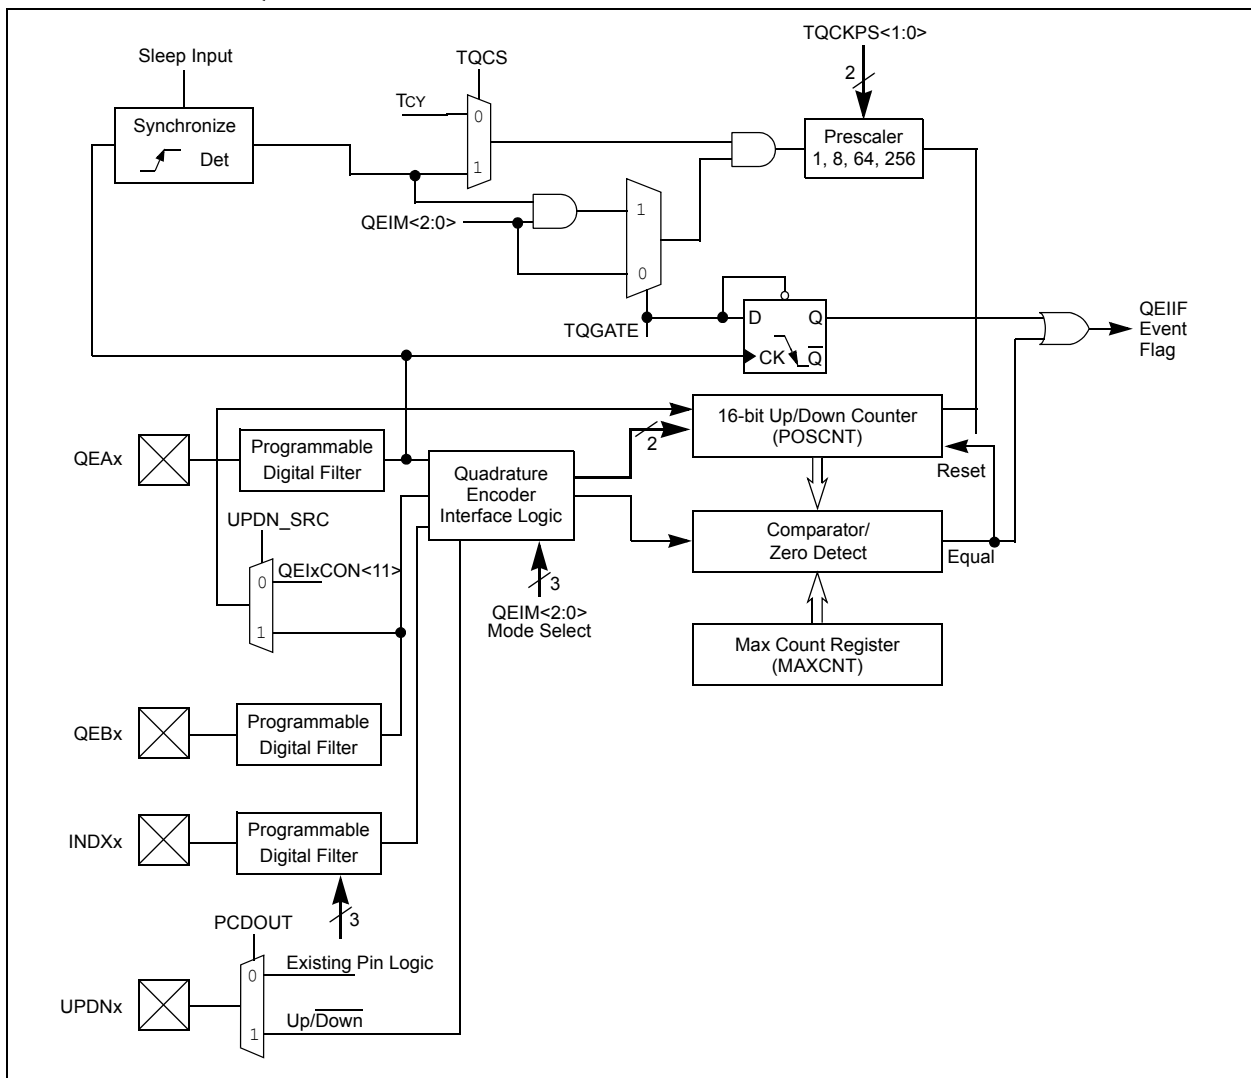 Sleep Input
TQCS
TQCKPS<1:0>
2
TCY
0
1
Synchronize
Det
Prescaler
1, 8, 64, 256
QEIM<2:0>
1
0
TQGATE
D Q
CK Q
QEIIF
Event
Flag
16-bit Up/Down Counter
(POSCNT)
2
Reset
QEAx
Programmable
Digital Filter
Quadrature
Encoder
Interface Logic
UPDN_SRC
0
QEIxCON<11>
1
Comparator/
Zero Detect
Equal
3
QEIM<2:0>
Mode Select
Max Count Register
(MAXCNT)
QEBx
Programmable
Digital Filter
INDXx
Programmable
Digital Filter
3
PCDOUT
0
Existing Pin Logic
UPDNx
1
Up/Down